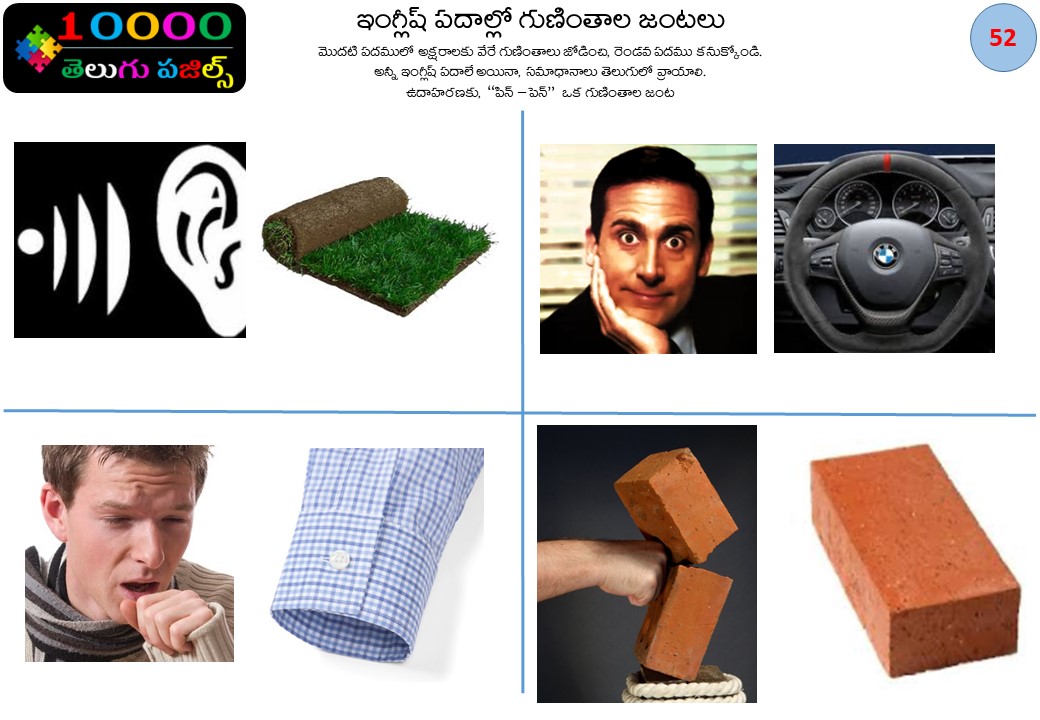 10000
తెలుగు పజిల్స్
ఇంగ్లీష్ పదాల్లో గుణింతాల జంటలు
మొదటి పదములో అక్షరాలకు వేరే గుణింతాలు జోడించి, రెండవ పదము కనుక్కోండి.
అన్నీ ఇంగ్లీష్ పదాలే అయినా, సమాధానాలు తెలుగులో వ్రాయాలి.
ఉదాహరణకు, “పిన్ – పెన్” ఒక గుణింతాల జంట
52